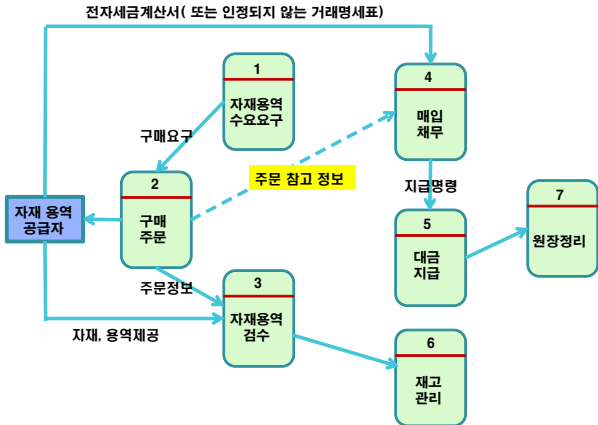 전자세금계산서( 또는 인정되지 않는 거래명세표)
1
자재용역
수요요구
4
매입
채무
구매요구
주문 참고 정보
지급명령
2
구매
주문
7
원장정리
자재 용역
공급자
5
대금
지급
주문정보
3
자재용역
검수
자재, 용역제공
6
재고
관리